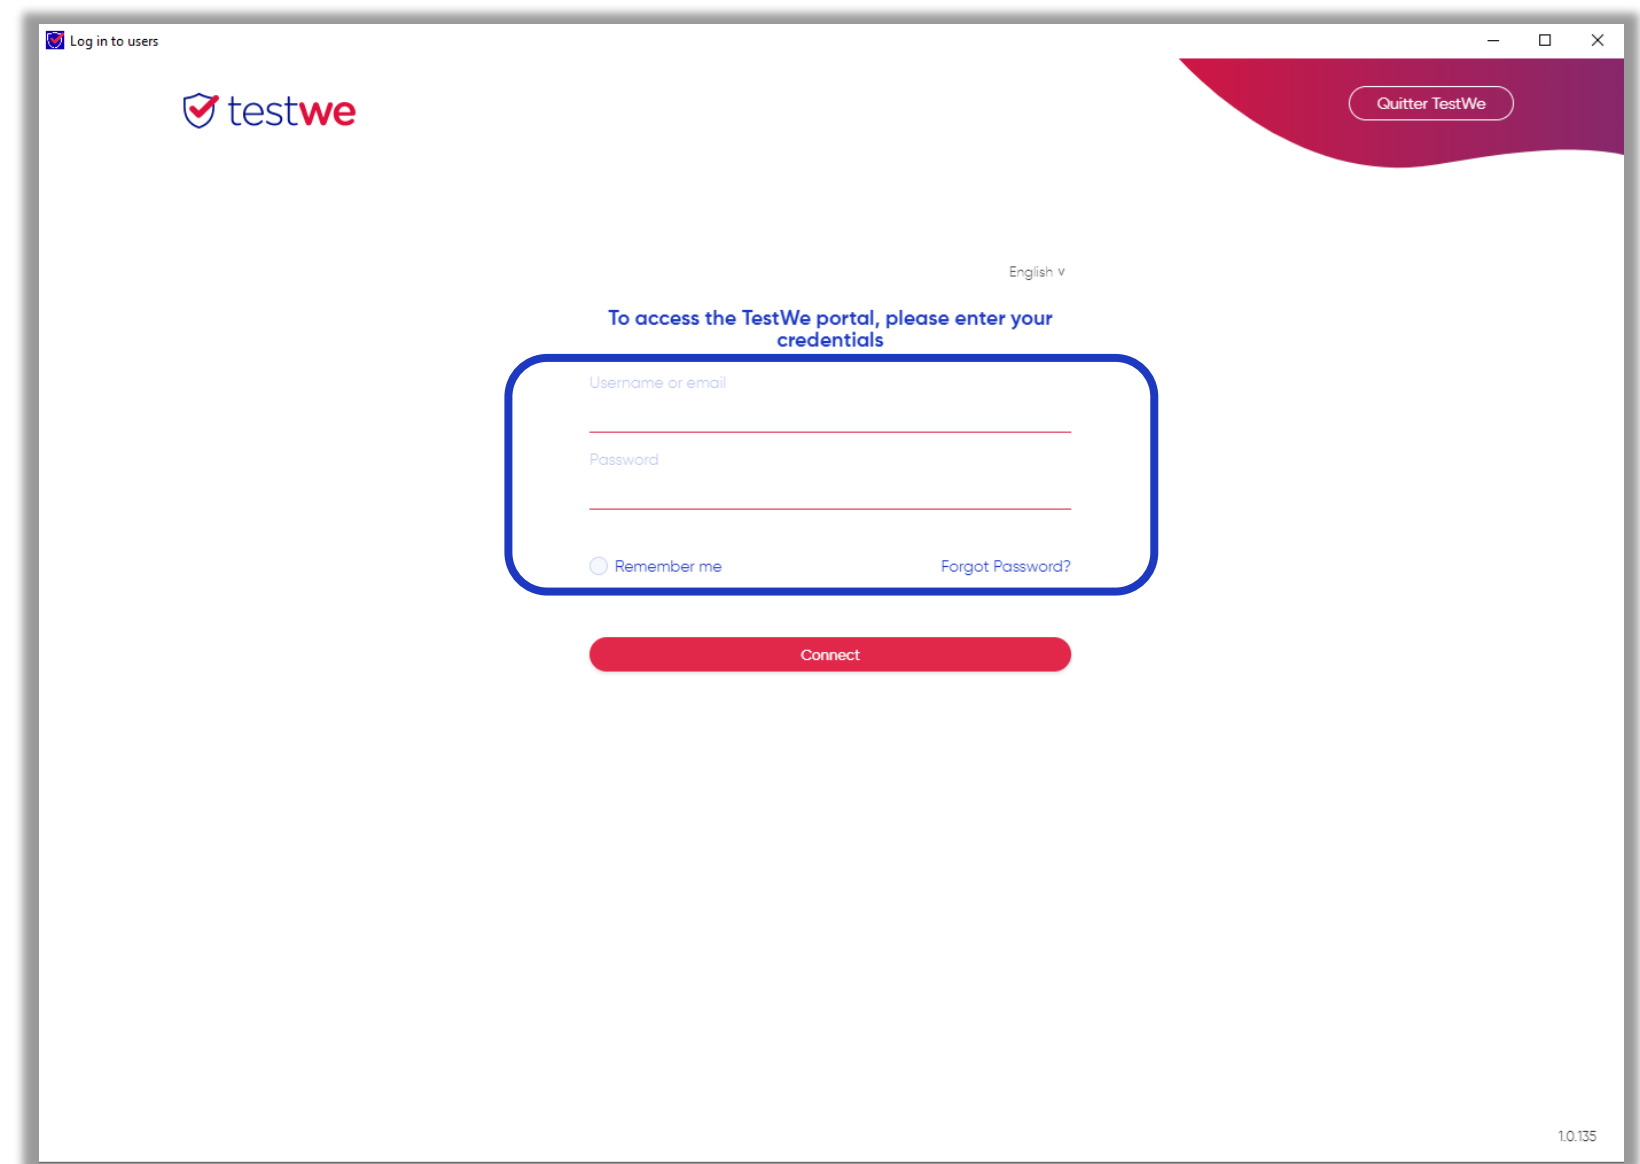 Log in to users
testwe
Quitter TestWe
English v
To access the TestWe portal, please enter your
credentials
Username or email
Password
Remember me
Forgot Password?
Connect
1.0.135